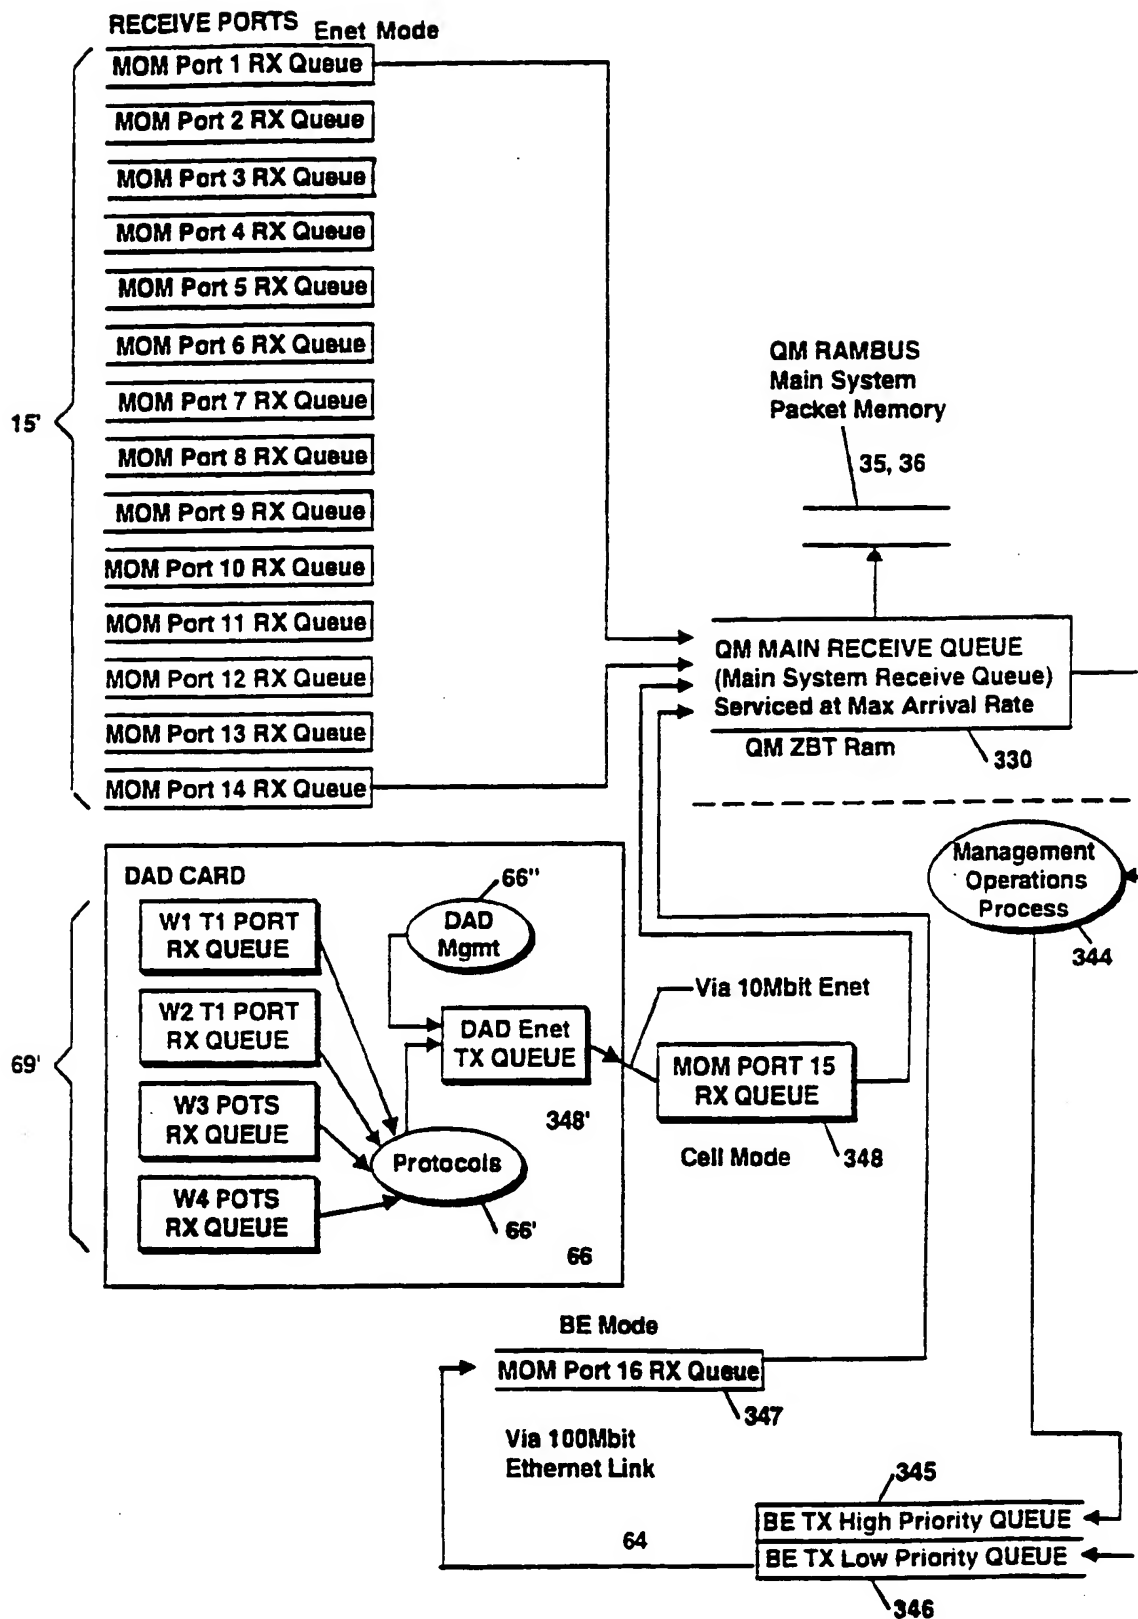 RECEIVE PORTS
Enet Mode
MOM Port 1 RX Queue
MOM Port 2 RX Queue
MOM Port 3 RX Queue
MOM Port 4 RX Queue
MOM Port 5 RX Queue
MOM Port 6 RX Queue
MOM Port 7 RX Queue
MOM Port 8 RX Queue
MOM Port 9 RX Queue
MOM Port 10 RX Queue
MOM Port 11 RX Queue
MOM Port 12 RX Queue
MOM Port 13 RX Queue
MOM Port 14 RX Queue
15'
QM RAMBUS
Main System
Packet Memory
35, 36
QM MAIN RECEIVE QUEUE
(Main System Receive Queue)
Serviced at Max Arrival Rate
QM ZBT Ram
330
Management
Operations
Process
344
DAD CARD
66"
W1 T1 PORT
RX QUEUE
DAD
Mgmt
W2 T1 PORT
RX QUEUE
DAD Enet
TX QUEUE
Via 10Mbit Enet
69'
MOM PORT 15
RX QUEUE
W3 POTS
RX QUEUE
348'
Cell Mode
348
Protocols
W4 POTS
RX QUEUE
66'
66
BE Mode
MOM Port 16 RX Queue
347
Via 100Mbit
Ethernet Link
345
BE TX High Priority QUEUE
64
BE TX Low Priority QUEUE
346